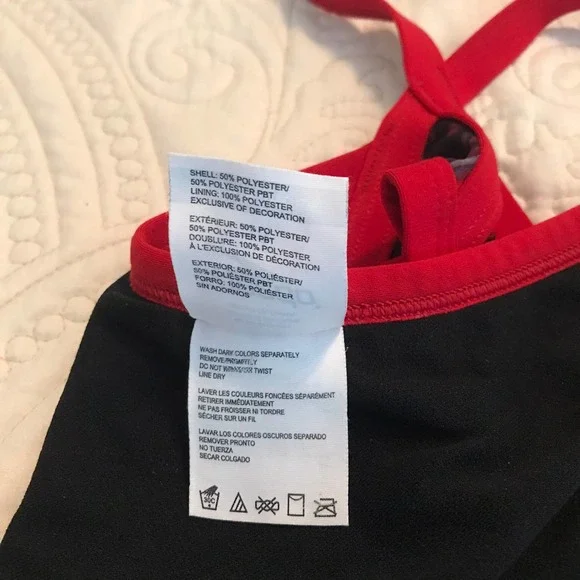 SHELL: 50% POLYESTER/
50% POLYESTER PBT
LINING: 100% POLYESTER
EXCLUSIVE OF DECORATION
EXTÉRIEUR: 50% POLYESTER/
50% POLYESTER PBT
DOUBLURE: 100% POLYESTER
À L'EXCLUSION DE DÉCORATION
EXTERIOR: 50% POLIÉSTER/
50% POLIÉSTER PBT
FORRO: 100% POLIÉSTER
SIN ADORNOS
WASH DARK COLORS SEPARATELY
REMOVE PROMPTLY
DO NOT WRING OR TWIST
LINE DRY
LAVER LES COULEURS FONCÉES SÉPARÉMENT
RETIRER IMMÉDIATEMENT
NE PAS FROISSER NI TORDRE
SÉCHER SUR UN FIL
LAVAR LOS COLORES OSCUROS SEPARADO
REMOVER PRONTO
NO TUERZA
SECAR COLGADO
30C